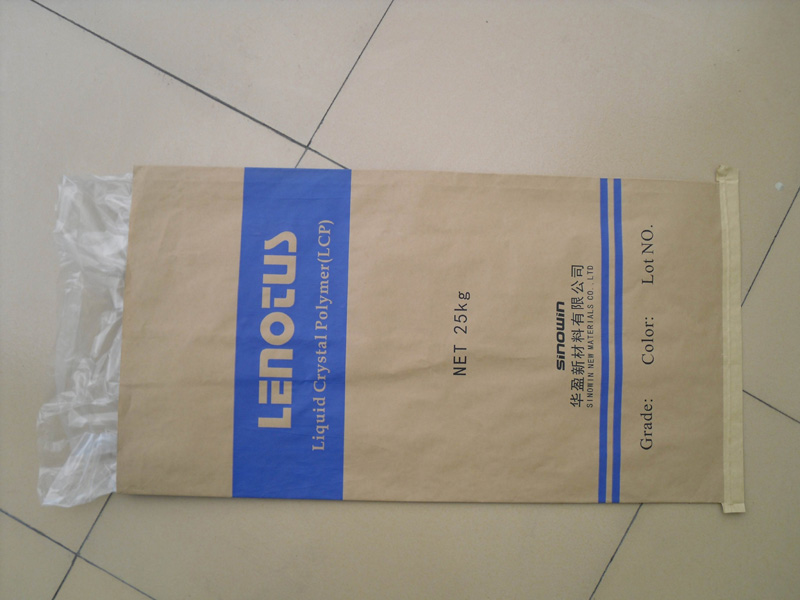 LENOTUS
Liquid Crystal Polymer(LCP)
NET 25kg
sinowin
华盈新材料有限公司
SINOWIN NEW MATERIALS CO.,LTD
Grade: Color: Lot NO.